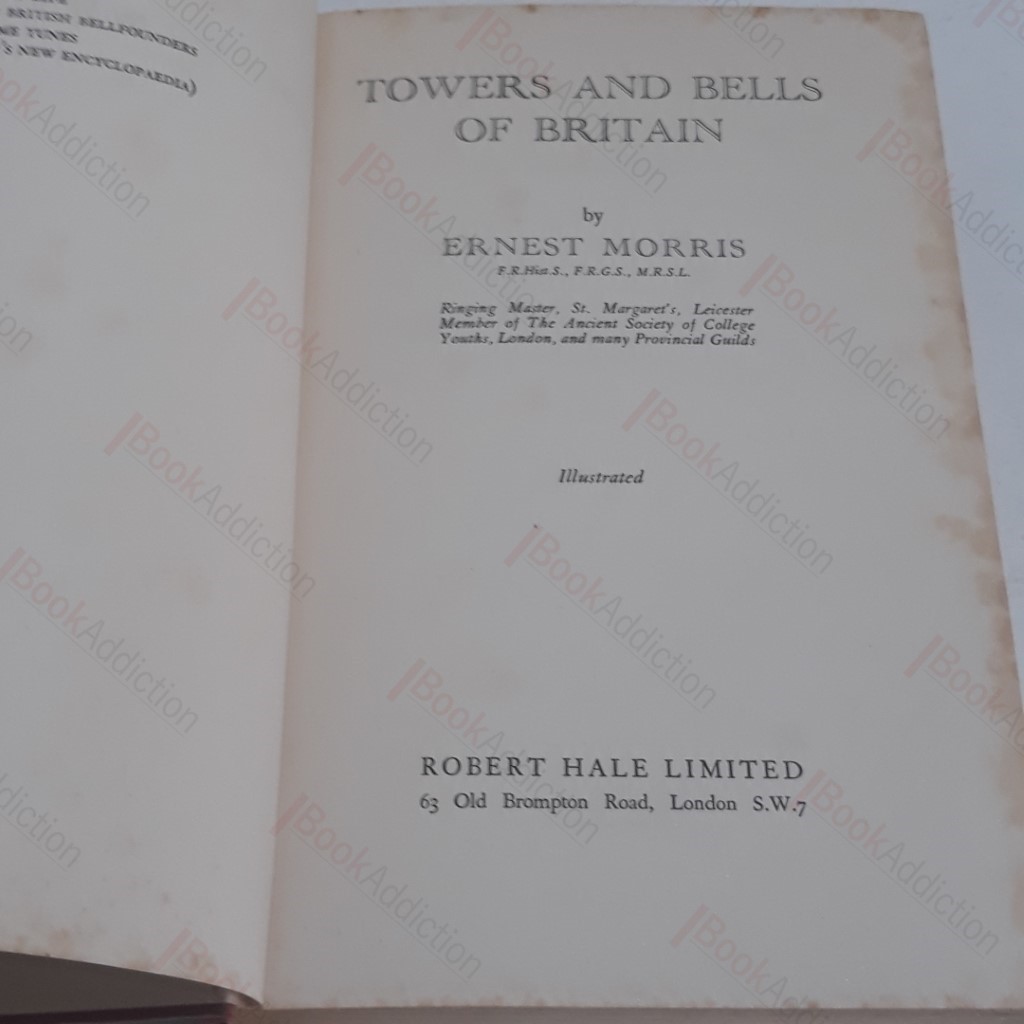 BRITISH BELLFOUNDERS
TUNES
'S NEW ENCYCLOPAEDIA)
TOWERS AND BELLS
OF BRITAIN
by
ERNEST MORRIS
F.R.Hist.S., F.R.G.S., M.R.S.L.
Ringing Master, St. Margaret's, Leicester
Member of The Ancient Society of College
Youths, London, and many Provincial Guilds
Illustrated
ROBERT HALE LIMITED
63 Old Brompton Road, London S.W.7
BookAddiction